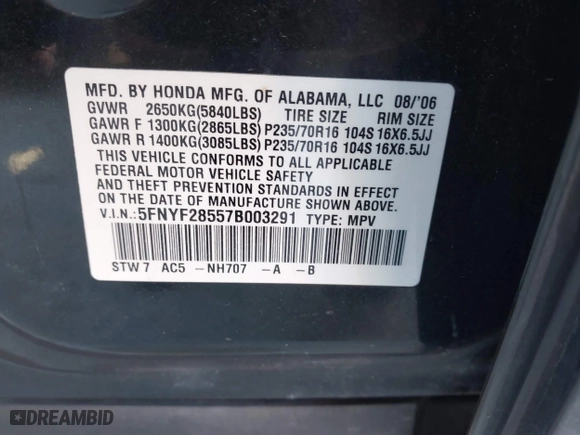 MFD. BY HONDA MFG. OF ALABAMA, LLC 08/'06
GVWR 2650KG(5840LBS) TIRE SIZE RIM SIZE
GAWR F 1300KG(2865LBS) P235/70R16 104S 16X6.5JJ
GAWR R 1400KG(3085LBS) P235/70R16 104S 16X6.5JJ
THIS VEHICLE CONFORMS TO ALL APPLICABLE
FEDERAL MOTOR VEHICLE SAFETY
AND THEFT PREVENTION STANDARDS IN EFFECT
ON THE DATE OF MANUFACTURE SHOWN ABOVE.
V.I.N.: 5FNYF28557B003291 TYPE: MPV
STW 7 AC5 -NH707 -A -B
DREAMBID